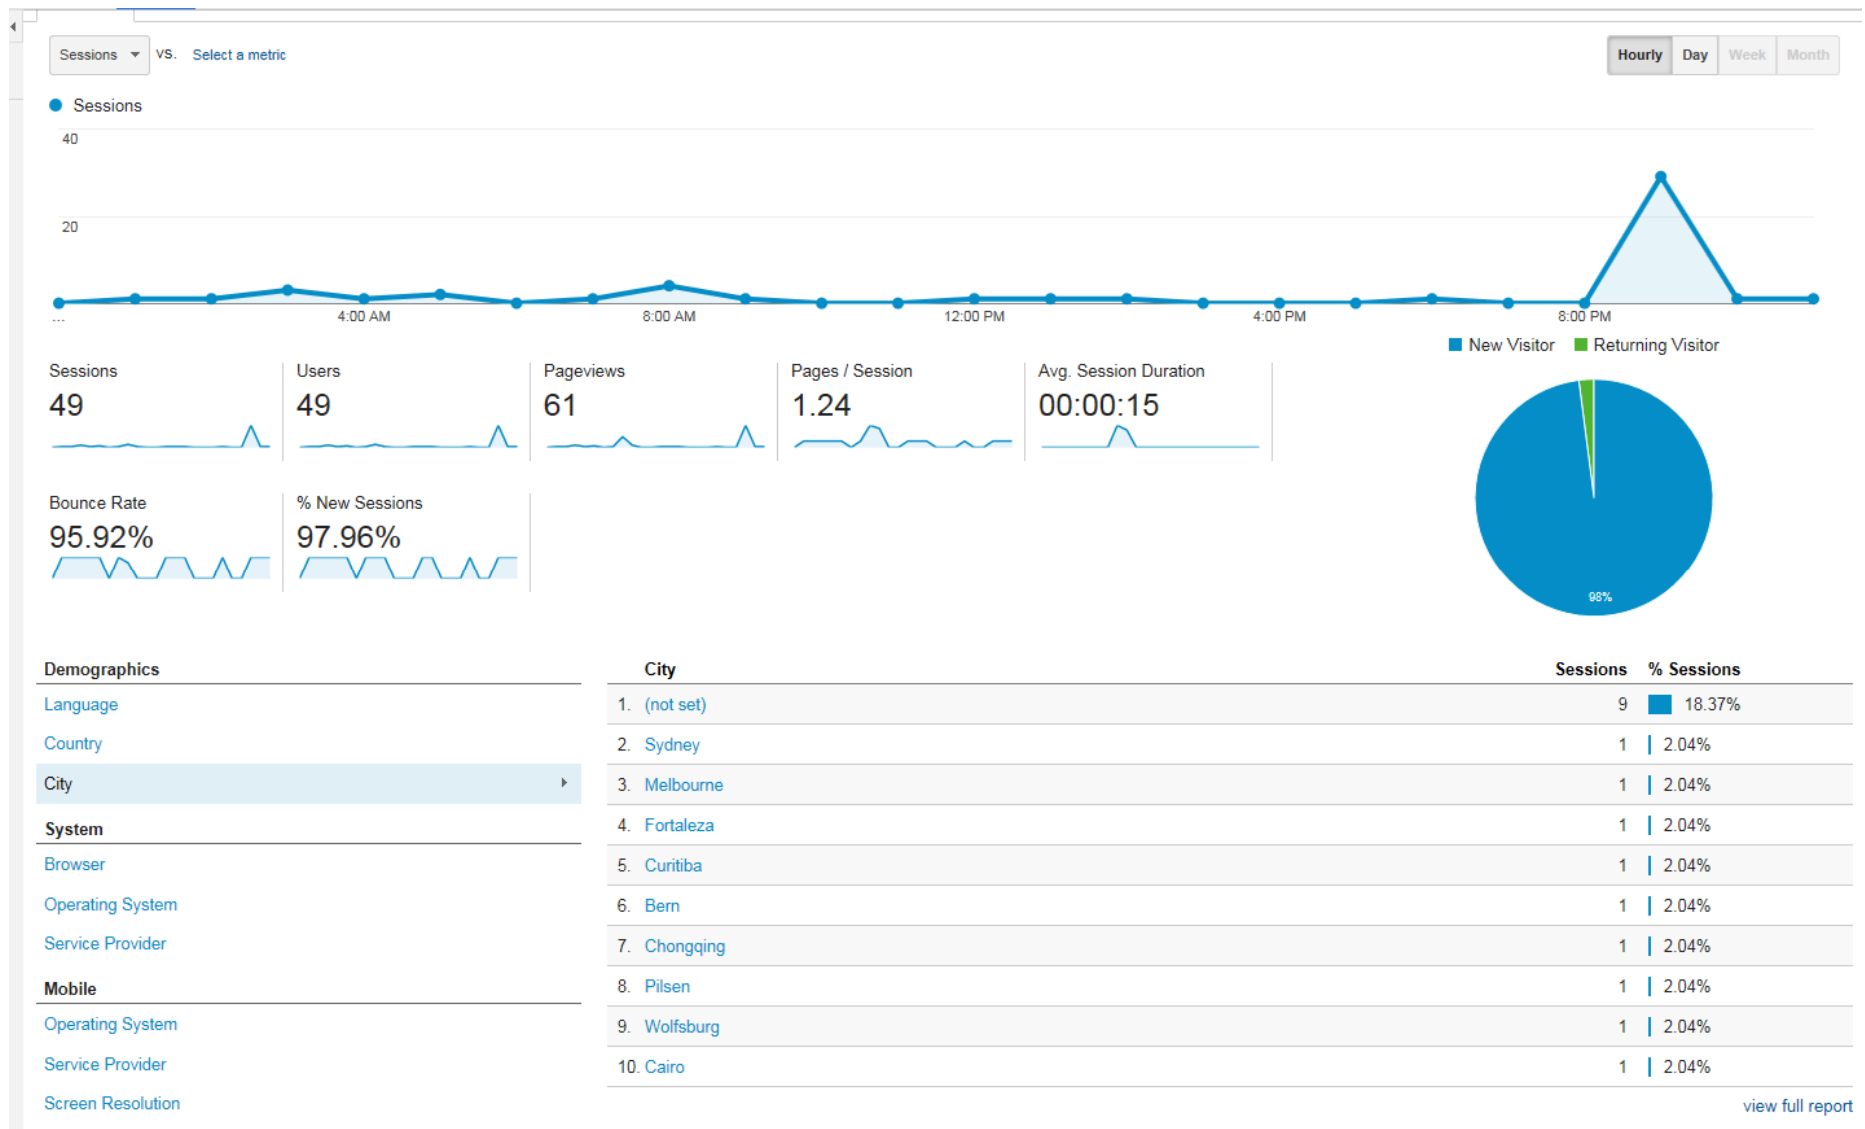 Sessions VS. Select a metric Hourly Day Week Month
Sessions
40
20
... 4:00 AM 8:00 AM 12:00 PM 4:00 PM 8:00 PM
New Visitor Returning Visitor
Sessions Users Pageviews Pages / Session Avg. Session Duration
49 49 61 1.24 00:00:15
Bounce Rate % New Sessions
95.92% 97.96%
98%
Demographics
Language
Country
City
System
Browser
Operating System
Service Provider
Mobile
Operating System
Service Provider
Screen Resolution
City Sessions % Sessions
1. (not set) 9 18.37%
2. Sydney 1 2.04%
3. Melbourne 1 2.04%
4. Fortaleza 1 2.04%
5. Curitiba 1 2.04%
6. Bern 1 2.04%
7. Chongqing 1 2.04%
8. Pilsen 1 2.04%
9. Wolfsburg 1 2.04%
10. Cairo 1 2.04%
view full report